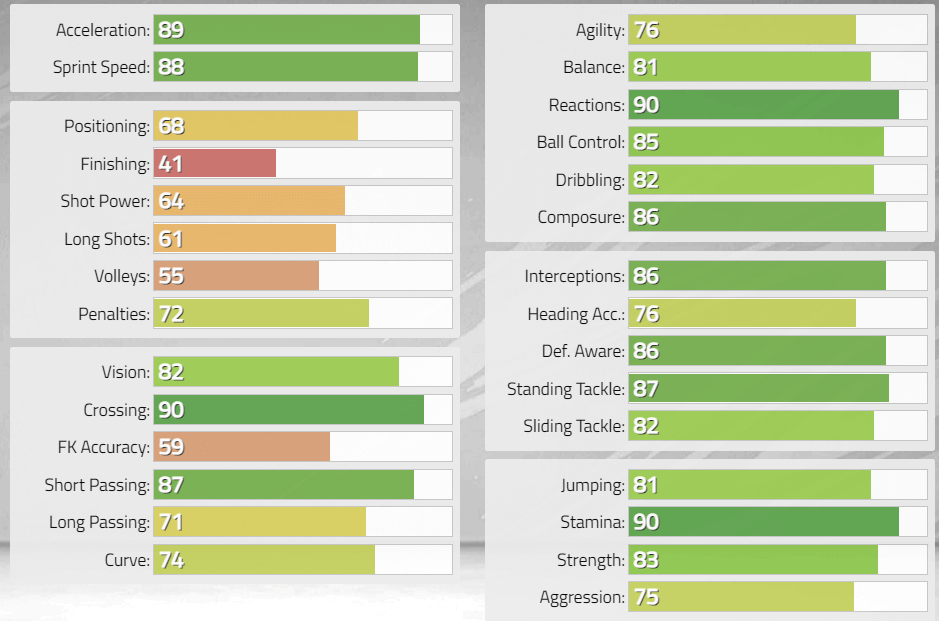 Acceleration: 89
Sprint Speed: 88
Positioning: 68
Finishing: 41
Shot Power: 64
Long Shots: 61
Volleys: 55
Penalties: 72
Vision: 82
Crossing: 90
FK Accuracy: 59
Short Passing: 87
Long Passing: 71
Curve: 74
Agility: 76
Balance: 81
Reactions: 90
Ball Control: 85
Dribbling: 82
Composure: 86
Interceptions: 86
Heading Acc.: 76
Def. Aware: 86
Standing Tackle: 87
Sliding Tackle: 82
Jumping: 81
Stamina: 90
Strength: 83
Aggression: 75